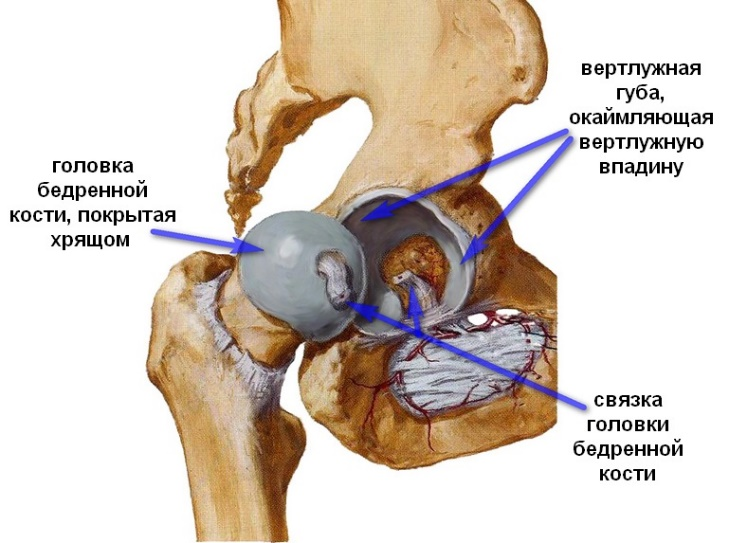 вертлужная
губа,
окаймляющая
вертлужную
впадину
головка
бедренной
кости, покрытая
хрящом
связка
головки
бедренной
кости